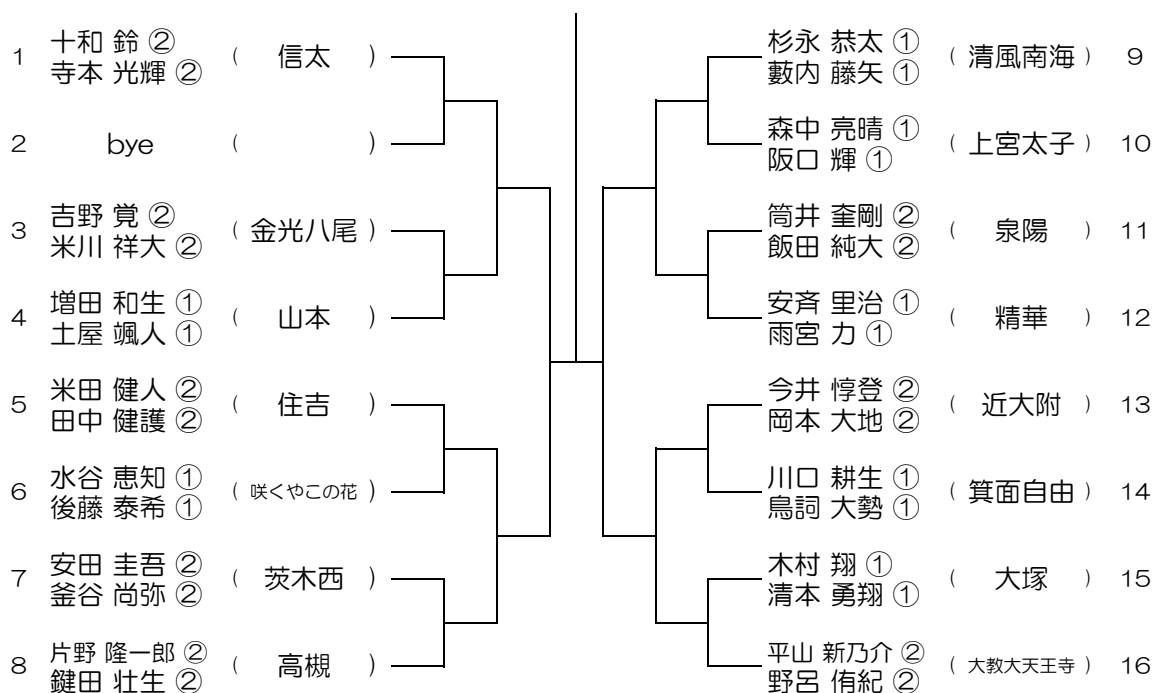 1 十和 鈴 ② ( 信太 )
寺本 光輝 ②
2 bye ( )
3 吉野 覚 ② ( 金光八尾 )
米川 祥大 ②
4 増田 和生 ① ( 山本 )
土屋 颯人 ①
5 米田 健人 ② ( 住吉 )
田中 健護 ②
6 水谷 恵知 ① ( 咲くやこの花 )
後藤 泰希 ①
7 安田 圭吾 ② ( 茨木西 )
釜谷 尚弥 ②
8 片野 隆一郎 ② ( 高槻 )
鍵田 壮生 ②
杉永 恭太 ① ( 清風南海 ) 9
藪内 藤矢 ①
森中 亮晴 ① ( 上宮太子 ) 10
阪口 輝 ①
筒井 奎剛 ② ( 泉陽 ) 11
飯田 純大 ②
安斉 里治 ① ( 精華 ) 12
雨宮 力 ①
今井 惇登 ② ( 近大附 ) 13
岡本 大地 ②
川口 耕生 ① ( 箕面自由 ) 14
鳥詞 大勢 ①
木村 翔 ① ( 大塚 ) 15
清本 勇翔 ①
平山 新乃介 ② ( 大教大天王寺 ) 16
野呂 侑紀 ②